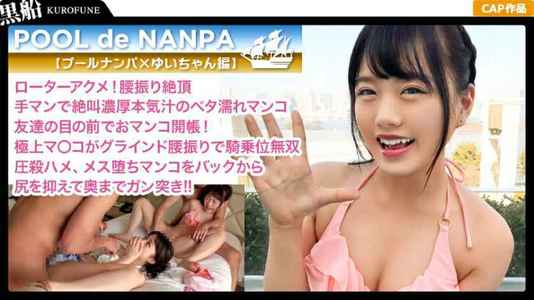 黒船 KUROFUNE
CAP作品
POOL de NANPA
【プールナンパ×ゆいちゃん編】
ローターアクメ！腰振り絶頂
手マンで絶叫濃厚本気汁のベタ濡れマンコ
友達の目の前でおマンコ開帳！
極上マ〇コがグラインド腰振りで騎乗位無双
圧殺ハメ、メス堕ちマンコをバックから
尻を抑えて奥までガン突き!!